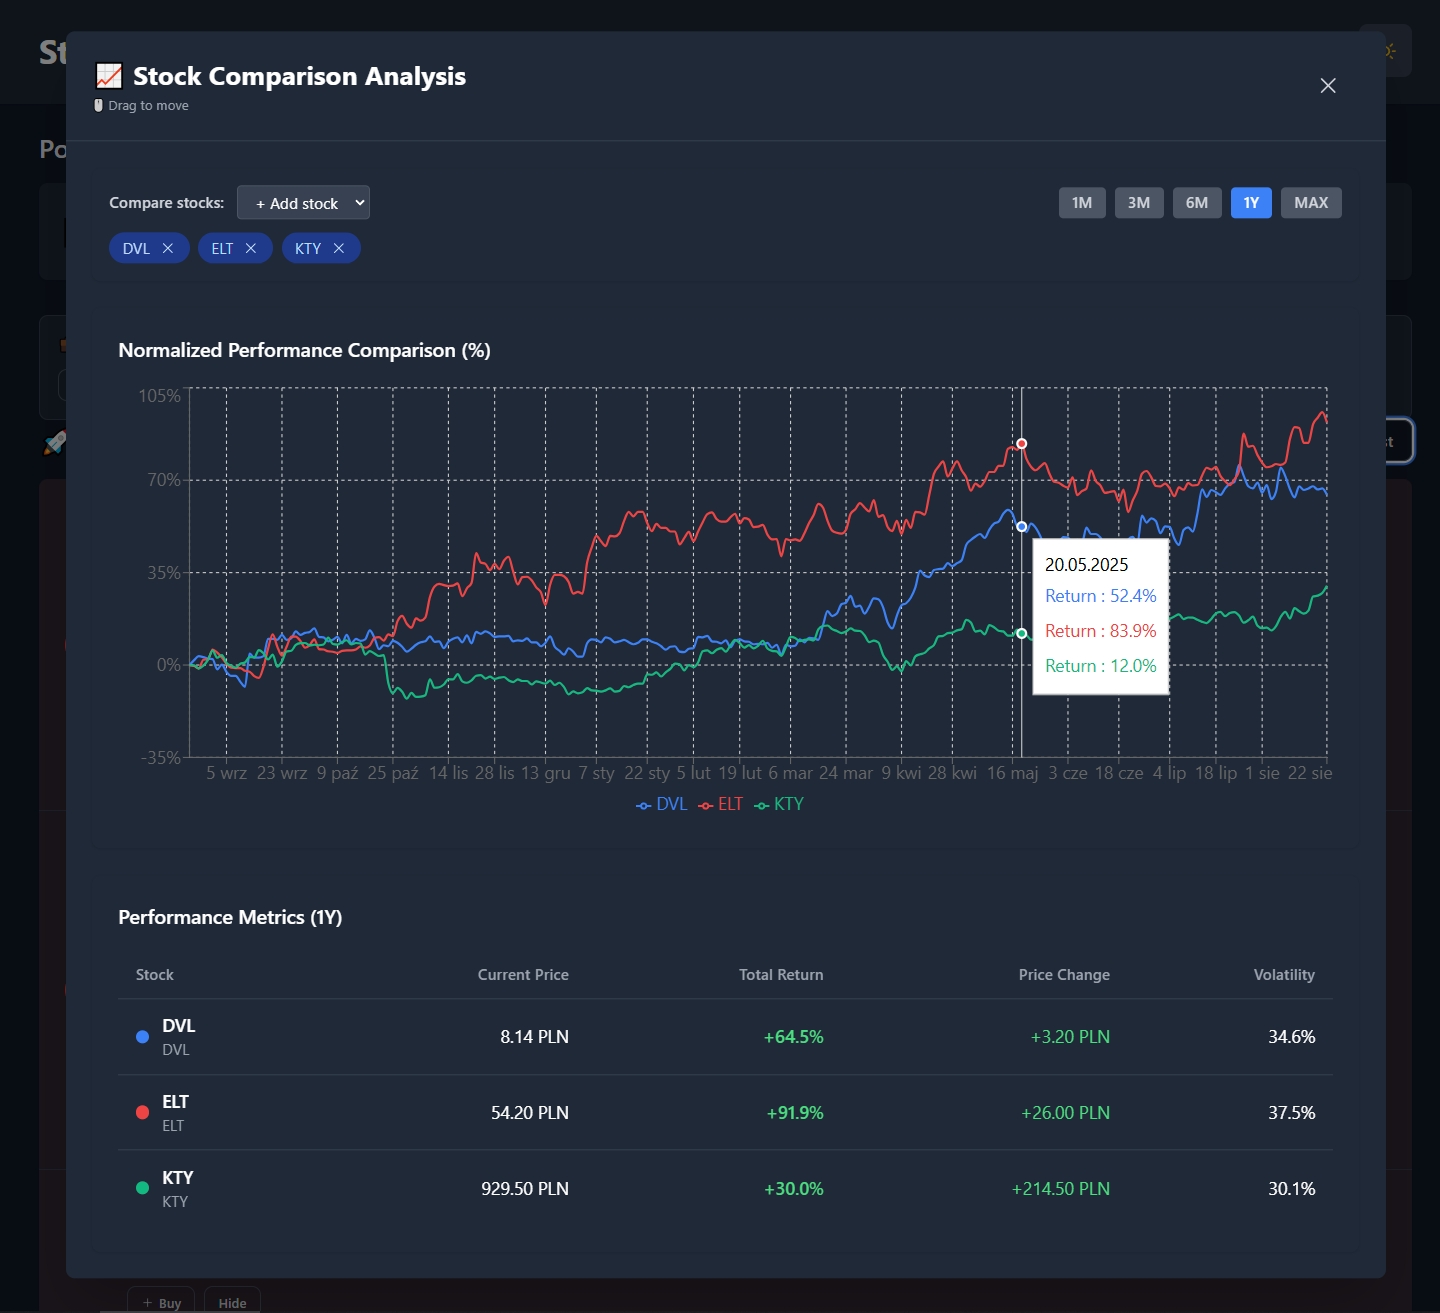 St
📈 Stock Comparison Analysis
Drag to move
Po
Compare stocks: + Add stock
1M 3M 6M 1Y MAX
DVL × ELT × KTY ×
Normalized Performance Comparison (%)
105%
70%
35%
0%
-35%
20.05.2025
Return : 52.4%
Return : 83.9%
Return : 12.0%
5 wrz 23 wrz 9 paź 25 paź 14 lis 28 lis 13 gru 7 sty 22 sty 5 lut 19 lut 6 mar 24 mar 9 kwi 28 kwi 16 maj 3 cze 18 cze 4 lip 18 lip 1 sie 22 sie
DVL ELT KTY
Performance Metrics (1Y)
Stock Current Price Total Return Price Change Volatility
DVL
DVL
8.14 PLN +64.5% +3.20 PLN 34.6%
ELT
ELT
54.20 PLN +91.9% +26.00 PLN 37.5%
KTY
KTY
929.50 PLN +30.0% +214.50 PLN 30.1%
+ Buy Hide